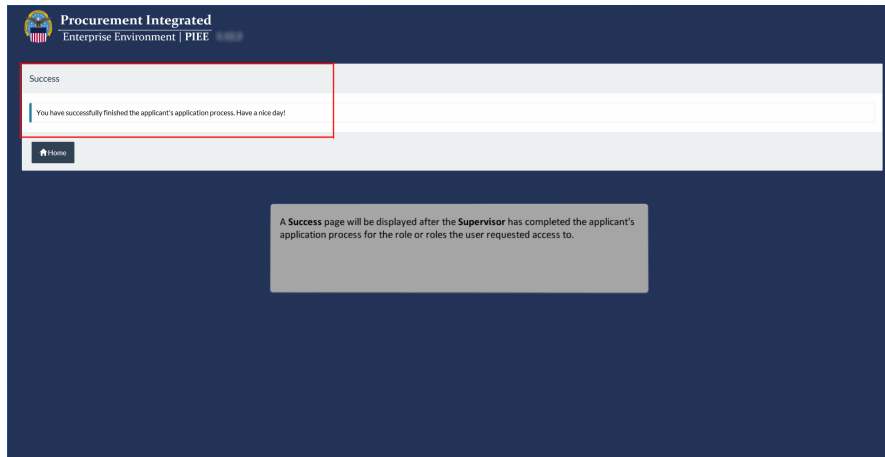 Procurement Integrated
Enterprise Environment | PIEE
Success
You have successfully finished the applicant's application process. Have a nice day!
Home
A Success page will be displayed after the Supervisor has completed the applicant's
application process for the role or roles the user requested access to.